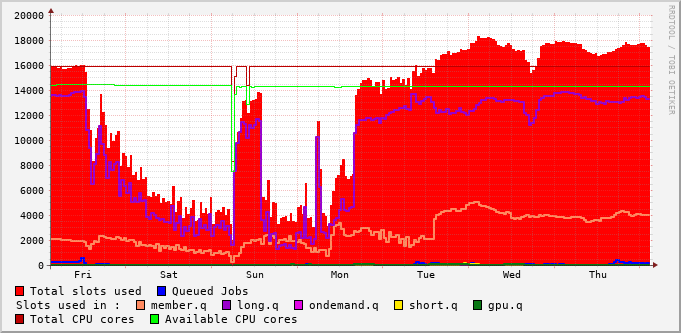 RRDTOOL / TOBI OETIKER
20000
18000
16000
14000
12000
10000
8000
6000
4000
2000
0
Fri Sat Sun Mon Tue Wed Thu
Total slots used Queued Jobs
Slots used in : member.q long.q ondemand.q short.q gpu.q
Total CPU cores Available CPU cores